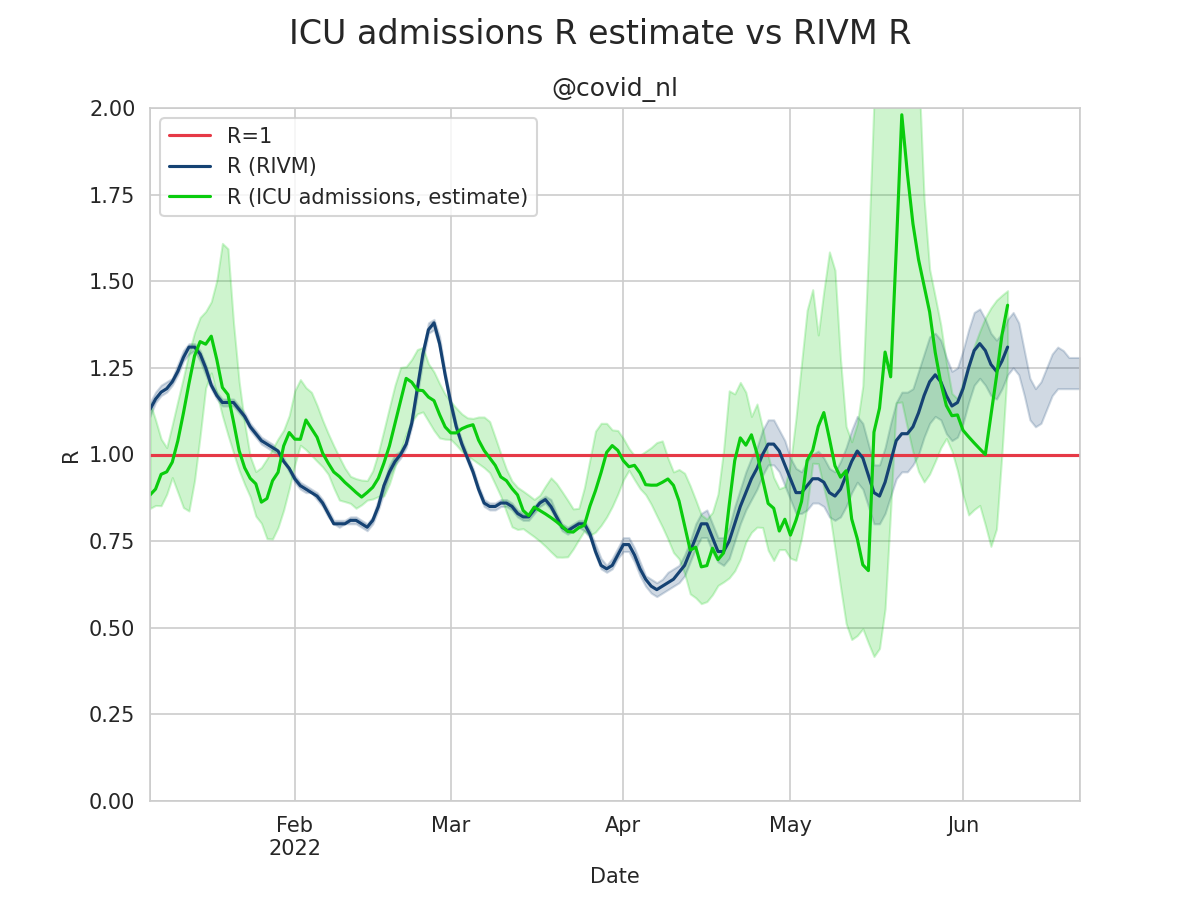 ICU admissions R estimate vs RIVM R
@covid_nl
R=1
R (RIVM)
R (ICU admissions, estimate)
2.00
1.75
1.50
1.25
1.00
0.75
0.50
0.25
0.00
R
Feb
2022
Mar
Apr
May
Jun
Date